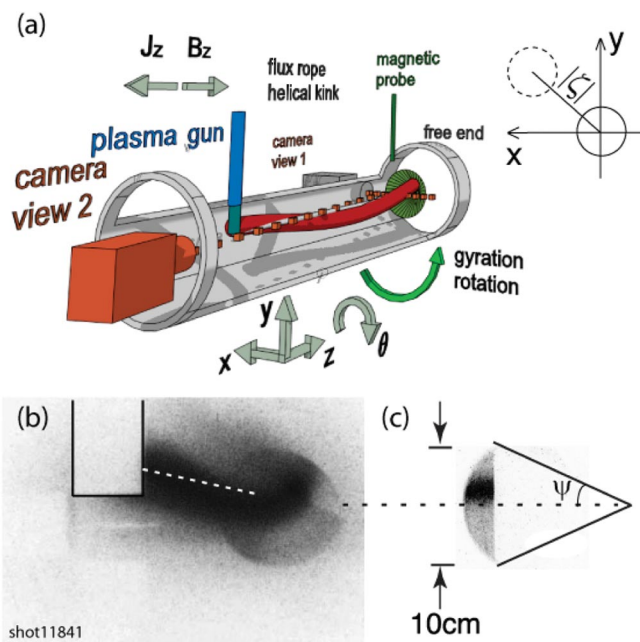 (a)
Jz Bz
flux rope
helical kink
magnetic
probe
y
|ζ|
x
plasma gun
camera
view 1
free end
camera
view 2
gyration
rotation
y
x
z
θ
(b)
(c)
ψ
10cm
shot11841